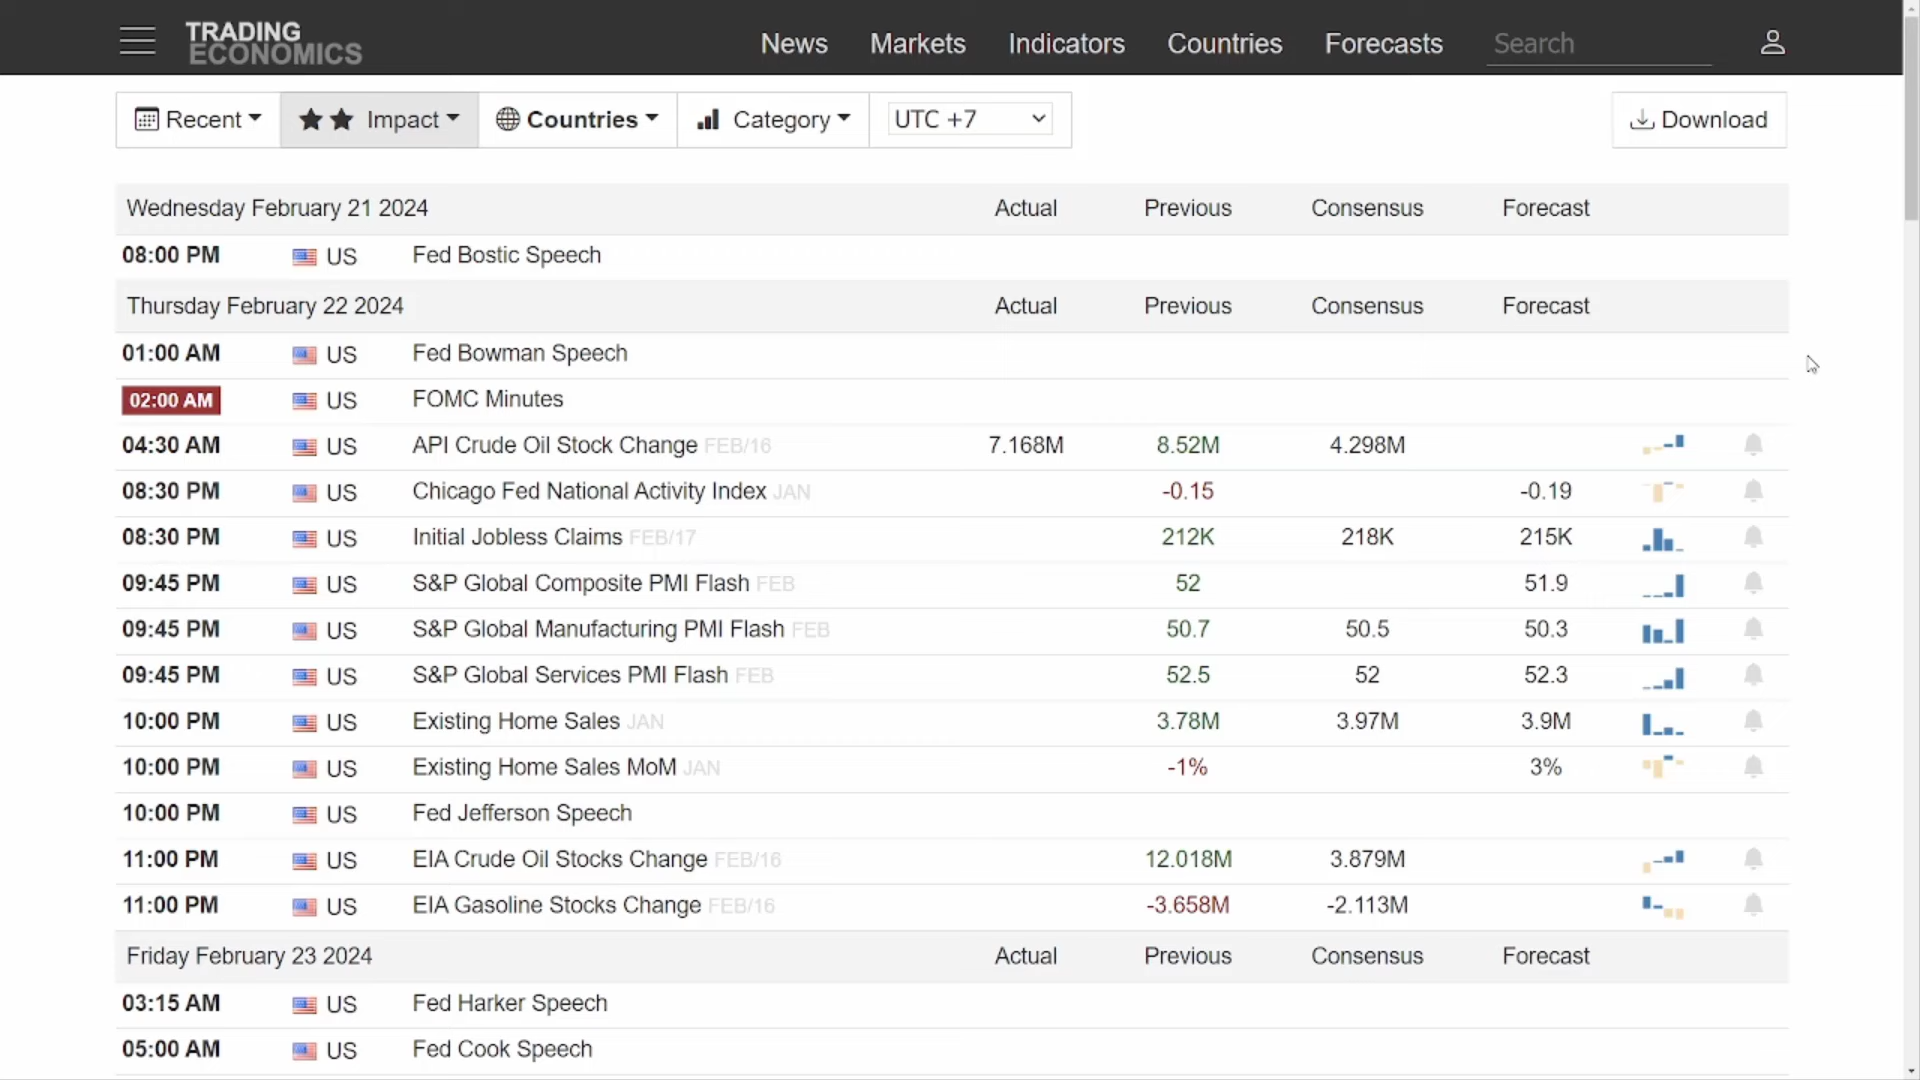 TRADING
ECONOMICS
News Markets Indicators Countries Forecasts Search
Recent Impact Countries Category UTC +7 Download
Wednesday February 21 2024 Actual Previous Consensus Forecast
08:00 PM US Fed Bostic Speech
Thursday February 22 2024 Actual Previous Consensus Forecast
01:00 AM US Fed Bowman Speech
02:00 AM US FOMC Minutes
04:30 AM US API Crude Oil Stock Change FEB/16 7.168M 8.52M 4.298M
08:30 PM US Chicago Fed National Activity Index JAN -0.15 -0.19
08:30 PM US Initial Jobless Claims FEB/17 212K 218K 215K
09:45 PM US S&P Global Composite PMI Flash FEB 52 51.9
09:45 PM US S&P Global Manufacturing PMI Flash FEB 50.7 50.5 50.3
09:45 PM US S&P Global Services PMI Flash FEB 52.5 52 52.3
10:00 PM US Existing Home Sales JAN 3.78M 3.97M 3.9M
10:00 PM US Existing Home Sales MoM JAN -1% 3%
10:00 PM US Fed Jefferson Speech
11:00 PM US EIA Crude Oil Stocks Change FEB/16 12.018M 3.879M
11:00 PM US EIA Gasoline Stocks Change FEB/16 -3.658M -2.113M
Friday February 23 2024 Actual Previous Consensus Forecast
03:15 AM US Fed Harker Speech
05:00 AM US Fed Cook Speech